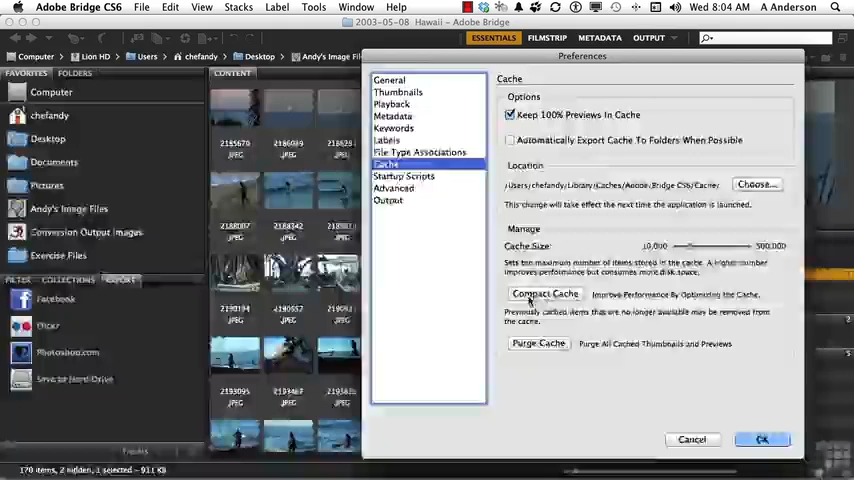 Adobe Bridge CS6 File Edit View Stacks Label Tools Window Help Wed 8:04 AM A Anderson
2003-05-08 Hawaii – Adobe Bridge
ESSENTIALS FILMSTRIP METADATA OUTPUT
Computer Lion HD Users chefandy Desktop Andy's Image Fil
Preferences
FAVORITES FOLDERS
CONTENT
Computer
chefandy
Desktop
Documents
Pictures
Andy's Image Files
Conversion Output Images
Exercise Files
FILTER COLLECTIONS EXPORT
Facebook
Flickr
Photoshop.com
Save to Hard Drive
2185670
JPEG
2188007
JPEG
2188342
JPEG
2190557
JPEG
2193095
JPEG
General
Thumbnails
Playback
Metadata
Keywords
Labels
File Type Associations
Cache
Startup Scripts
Advanced
Output
Cache
Options
Keep 100% Previews In Cache
Automatically Export Cache To Folders When Possible
Location
/Users/chefandy/Library/Caches/Adobe/Bridge CS6/Cache/
Choose...
This change will take effect the next time the application is launched.
Manage
Cache Size: 10,000 500,000
Sets the maximum number of items stored in the cache. A higher number
improves performance but consumes more disk space.
Compact Cache Improve Performance By Optimizing the Cache.
Previously cached items that are no longer available may be removed from
the cache.
Purge Cache Purge All Cached Thumbnails and Previews
Cancel OK
170 items, 2 hidden, 1 selected – 911 KB